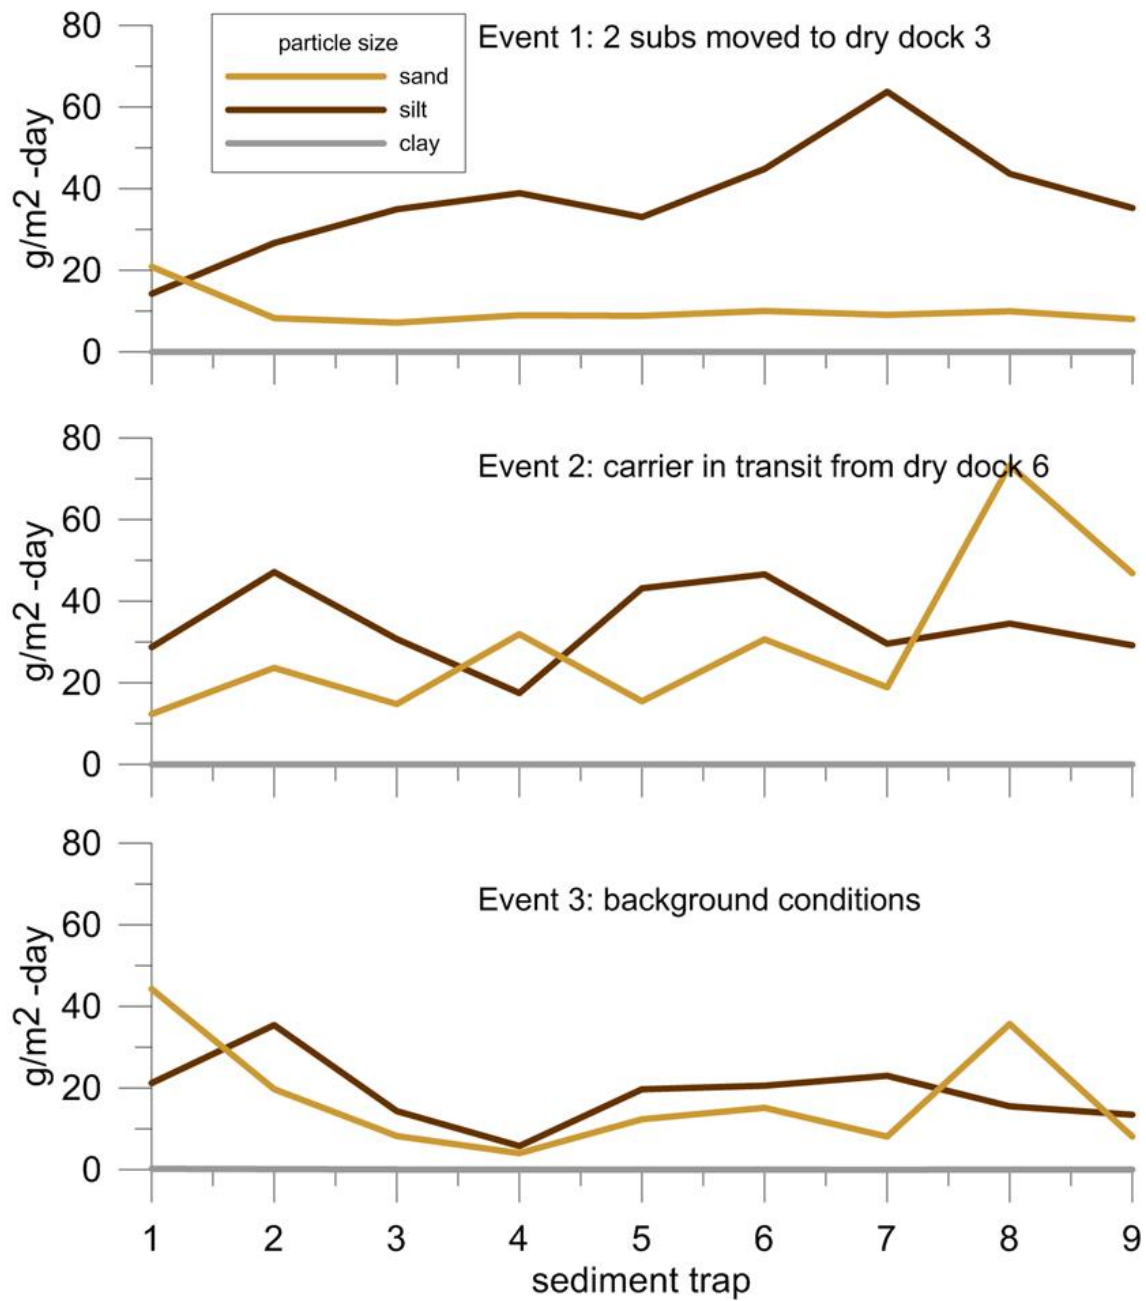 Event 1: 2 subs moved to dry dock 3
particle size
sand
silt
clay
g/m2 -day
80
60
40
20
0
Event 2: carrier in transit from dry dock 6
g/m2 -day
80
60
40
20
0
Event 3: background conditions
g/m2 -day
80
60
40
20
0
1 2 3 4 5 6 7 8 9
sediment trap